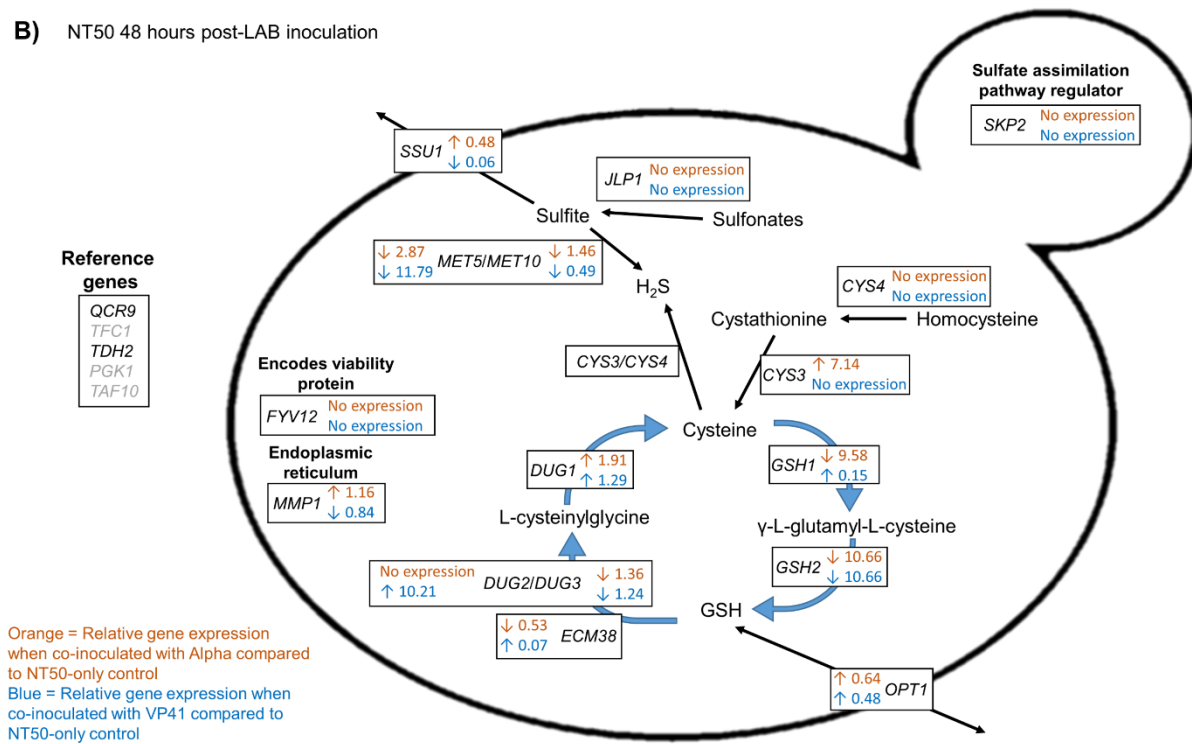 B) NT50 48 hours post-LAB inoculation
Sulfate assimilation
pathway regulator
SKP2 No expression
No expression
SSU1 ↑ 0.48
↓ 0.06
JLP1 No expression
No expression
Sulfite
Sulfonates
↓ 2.87 MET5/MET10 ↓ 1.46
↓ 11.79 ↓ 0.49
H₂S
Reference
genes
QCR9
TFC1
TDH2
PGK1
TAF10
CYS4 No expression
No expression
Cystathionine
Homocysteine
CYS3/CYS4
CYS3 ↑ 7.14
No expression
Encodes viability
protein
FYV12 No expression
No expression
Cysteine
Endoplasmic
reticulum
MMP1 ↑ 1.16
↓ 0.84
DUG1 ↑ 1.91
↑ 1.29
GSH1 ↓ 9.58
↑ 0.15
L-cysteinylglycine
γ-L-glutamyl-L-cysteine
GSH2 ↓ 10.66
↓ 10.66
No expression DUG2/DUG3 ↓ 1.36
↑ 10.21 ↓ 1.24
GSH
↓ 0.53 ECM38
↑ 0.07
OPT1 ↑ 0.64
↑ 0.48
Orange = Relative gene expression
when co-inoculated with Alpha compared
to NT50-only control
Blue = Relative gene expression when
co-inoculated with VP41 compared to
NT50-only control